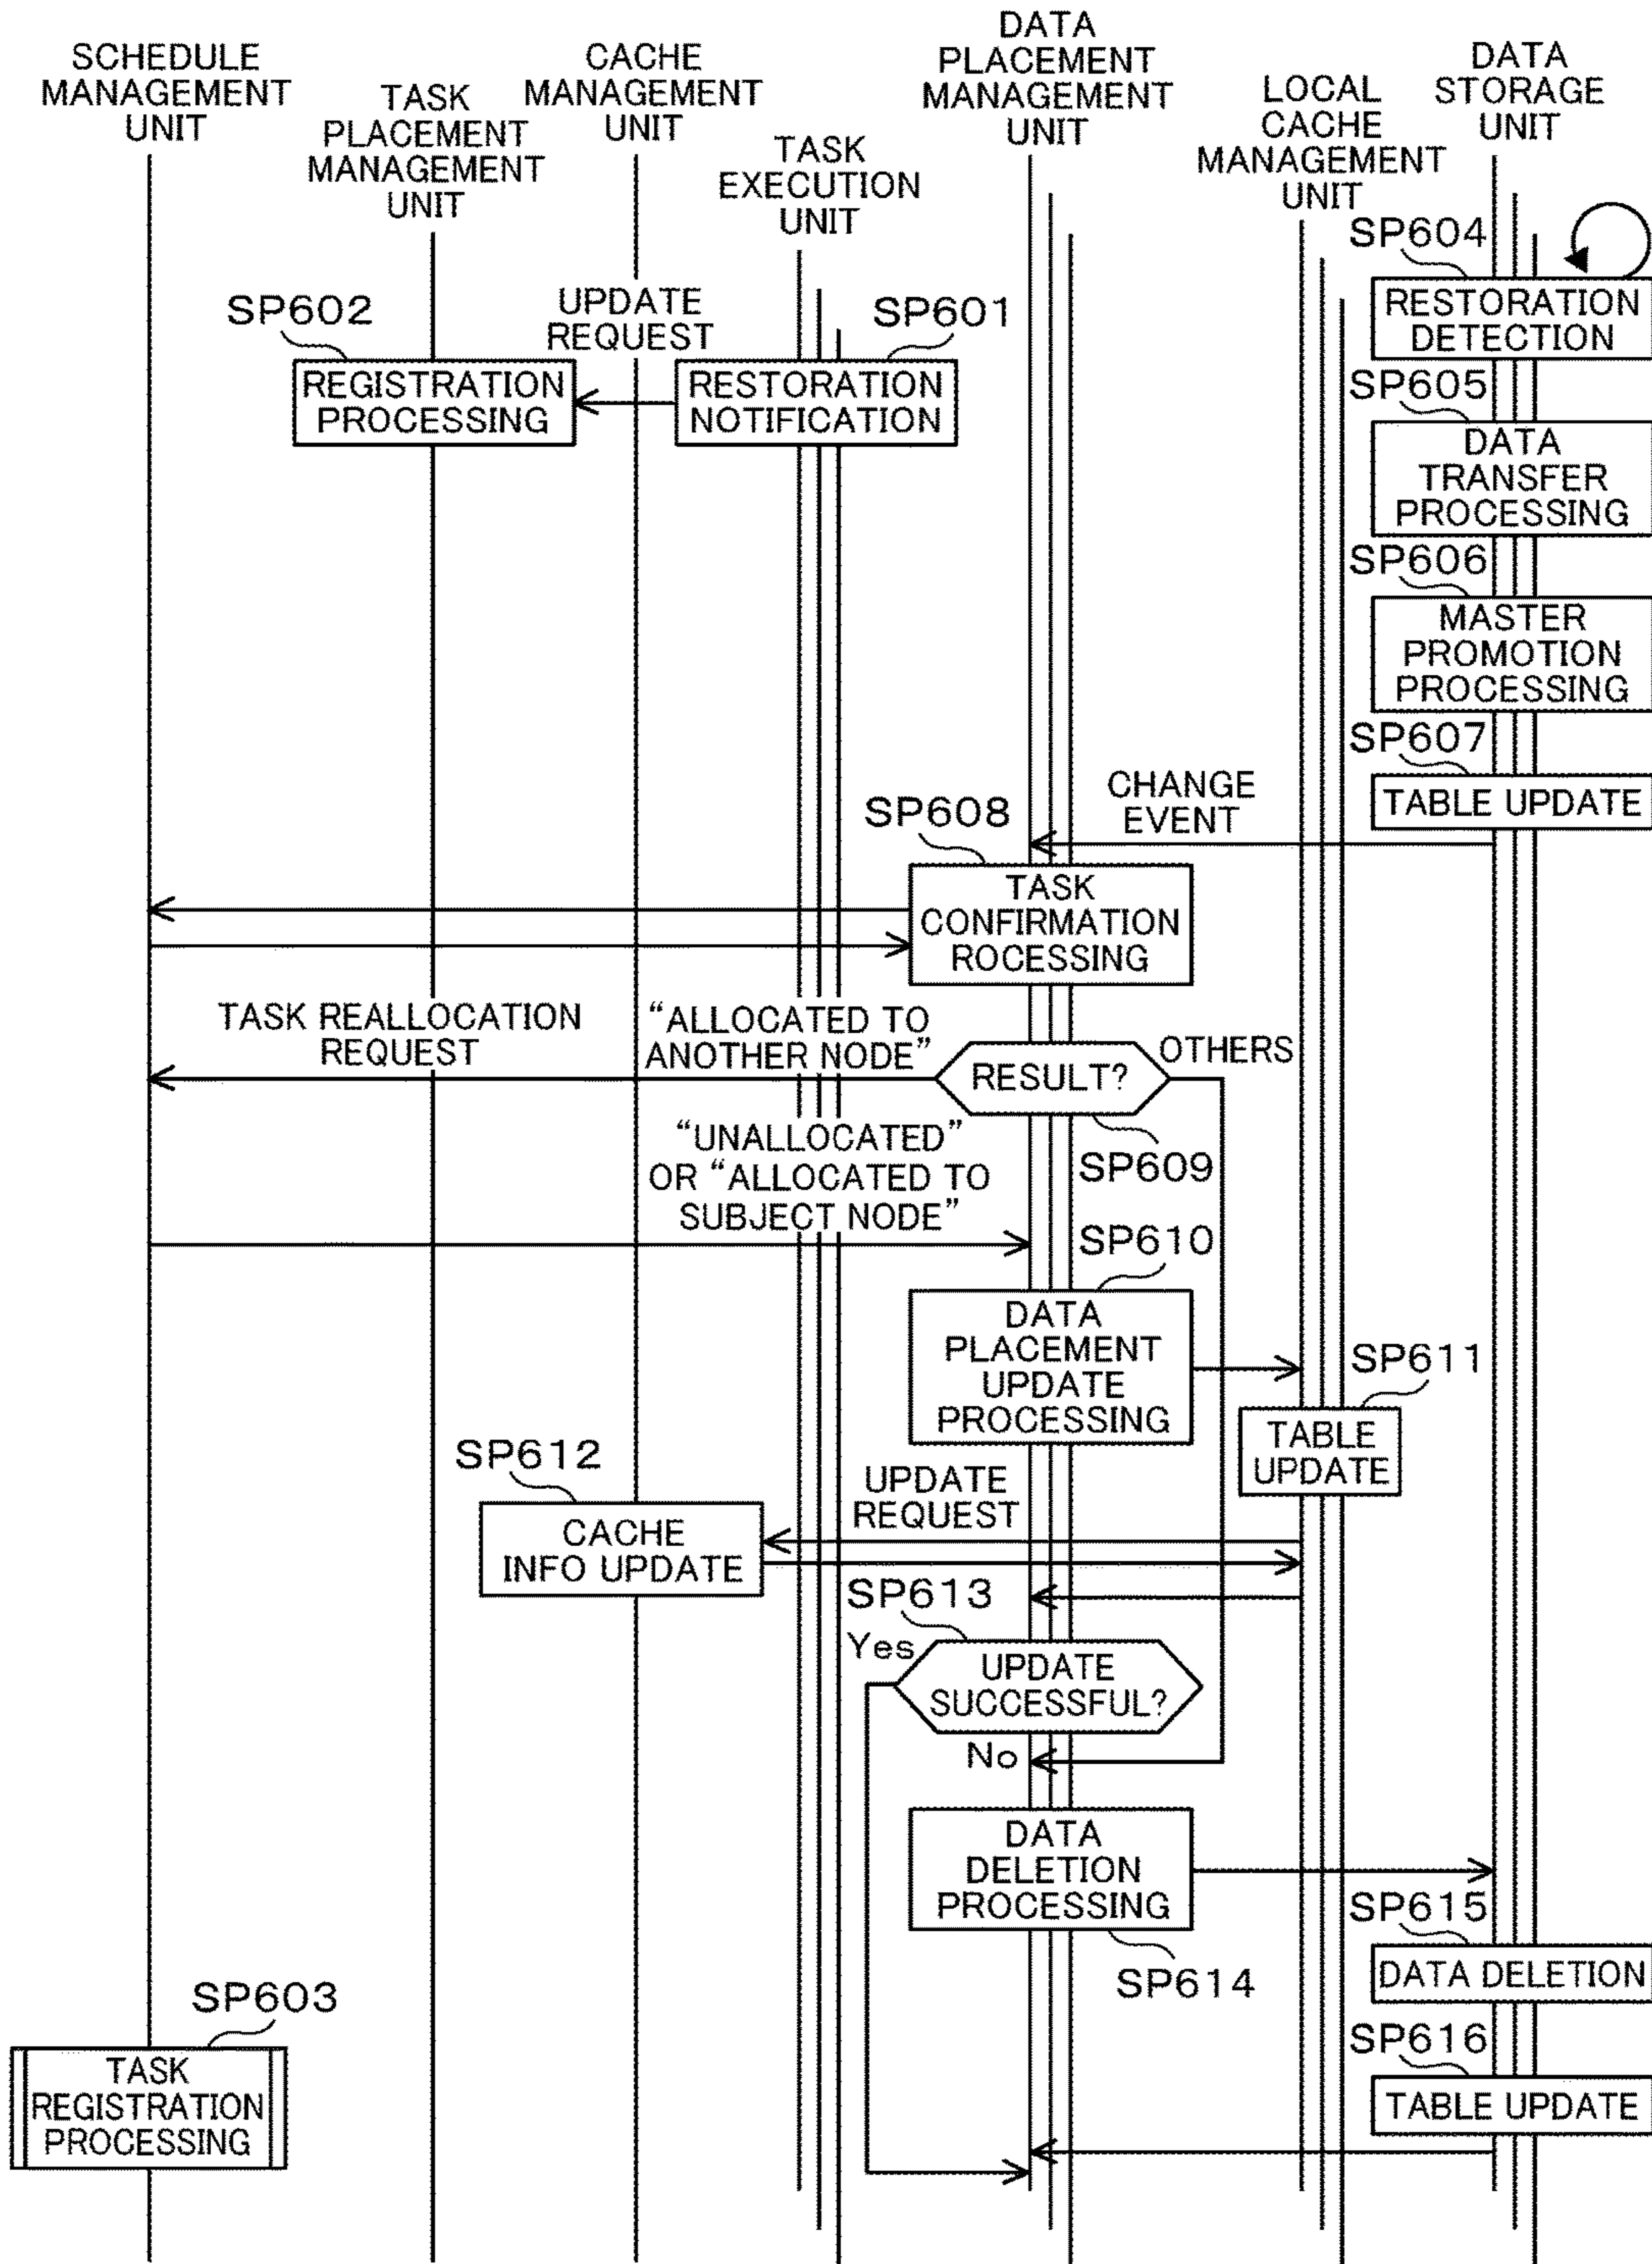 SCHEDULE
MANAGEMENT
UNIT
TASK
PLACEMENT
MANAGEMENT
UNIT
CACHE
MANAGEMENT
UNIT
TASK
EXECUTION
UNIT
DATA
PLACEMENT
MANAGEMENT
UNIT
LOCAL
CACHE
MANAGEMENT
UNIT
DATA
STORAGE
UNIT
SP604
RESTORATION
DETECTION
SP602
UPDATE
REQUEST
SP601
REGISTRATION
PROCESSING
RESTORATION
NOTIFICATION
SP605
DATA
TRANSFER
PROCESSING
SP606
MASTER
PROMOTION
PROCESSING
SP607
TABLE UPDATE
CHANGE
EVENT
SP608
TASK
CONFIRMATION
ROCESSING
TASK REALLOCATION
REQUEST
“ALLOCATED TO
ANOTHER NODE”
RESULT?
OTHERS
SP609
“UNALLOCATED”
OR “ALLOCATED TO
SUBJECT NODE”
SP610
DATA
PLACEMENT
UPDATE
PROCESSING
SP611
TABLE
UPDATE
SP612
CACHE
INFO UPDATE
UPDATE
REQUEST
SP613
Yes
UPDATE
SUCCESSFUL?
No
DATA
DELETION
PROCESSING
SP614
SP615
DATA DELETION
SP603
TASK
REGISTRATION
PROCESSING
SP616
TABLE UPDATE